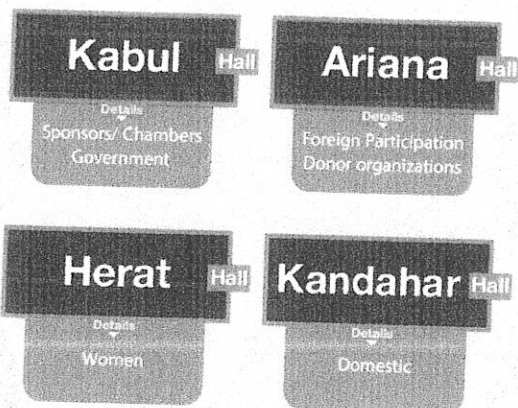 Kabul Hall
Details
Sponsors/ Chambers
Government
Ariana Hall
Details
Foreign Participation
Donor organizations
Herat Hall
Details
Women
Kandahar Hall
Details
Domestic